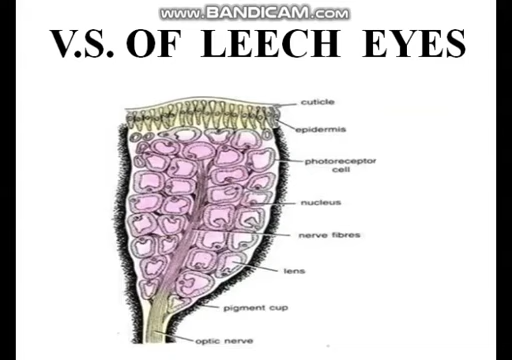 www.BANDICAM.com
V.S. OF LEECH EYES
cuticle
epidermis
photoreceptor
cell
nucleus
nerve fibres
lens
pigment cup
optic nerve